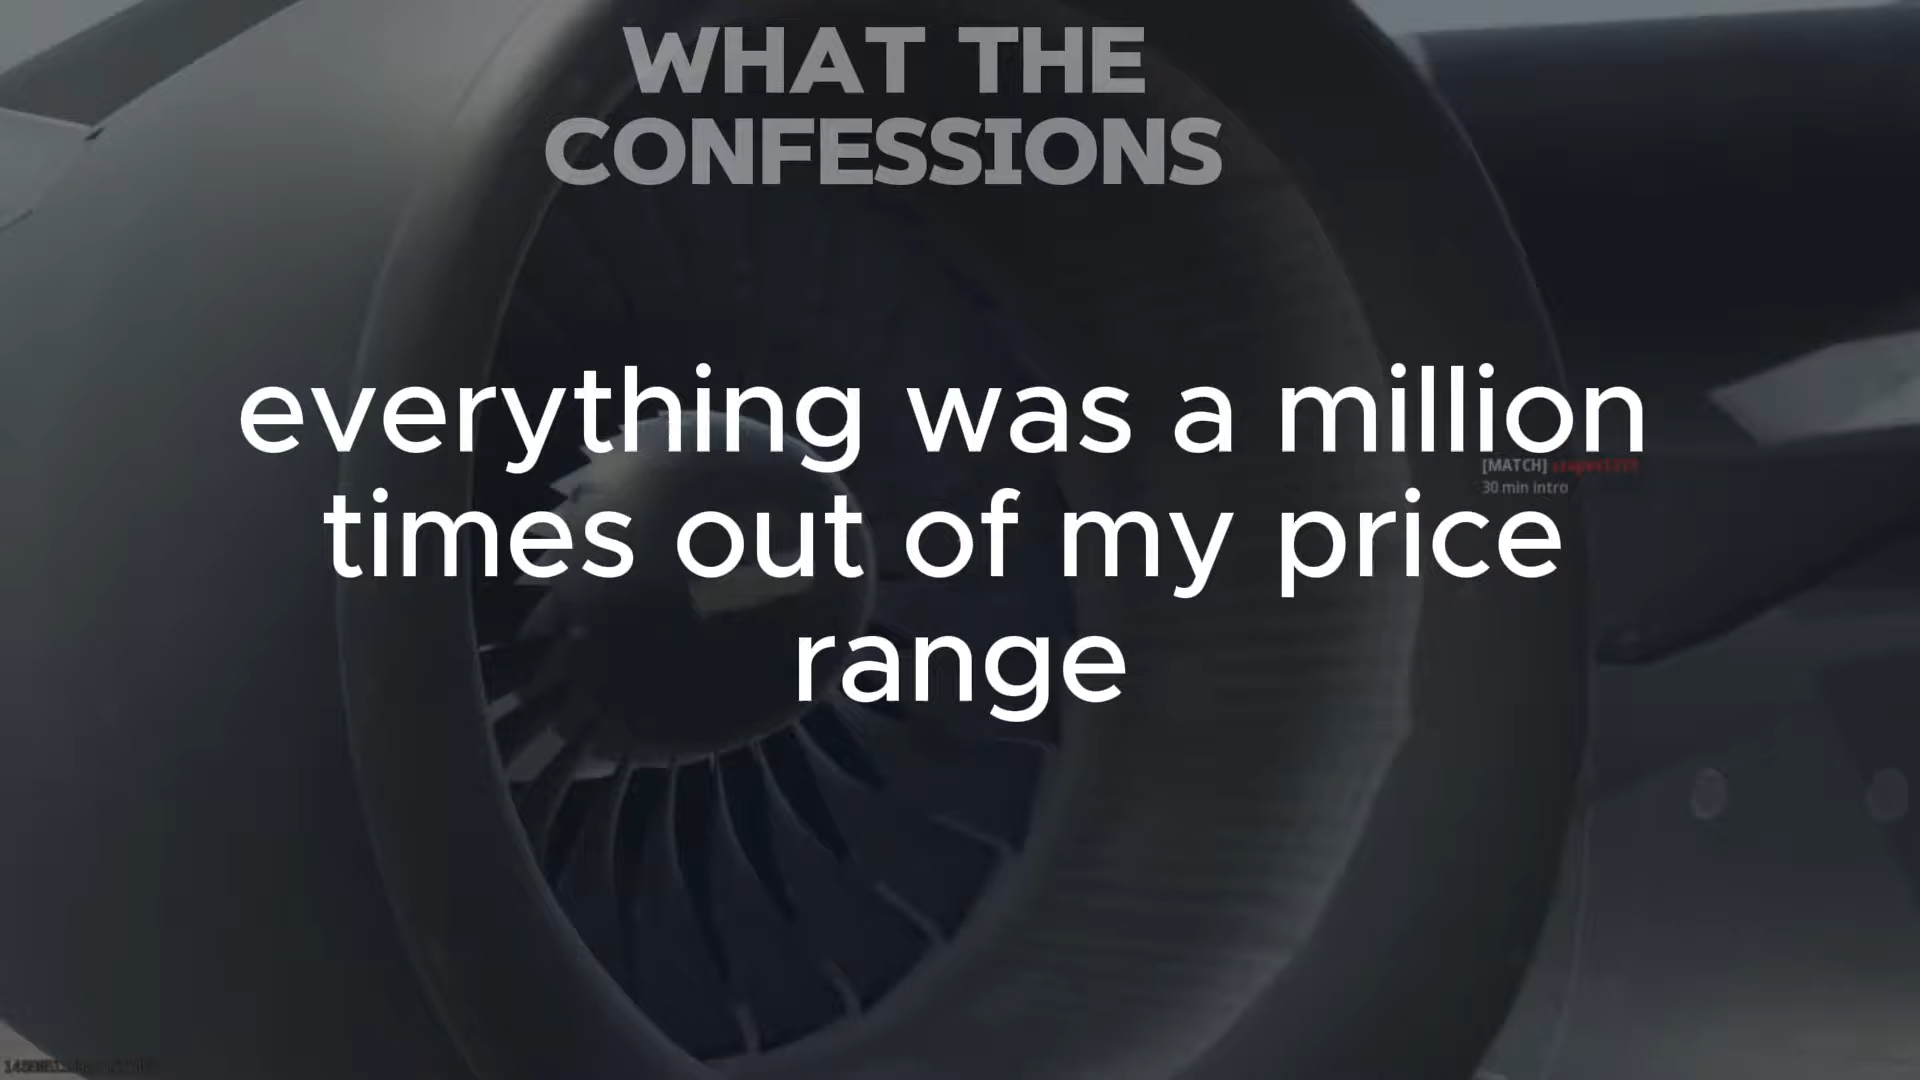 WHAT THE
CONFESSIONS
everything was a million
[MATCH]
30 min intro
times out of my price
range